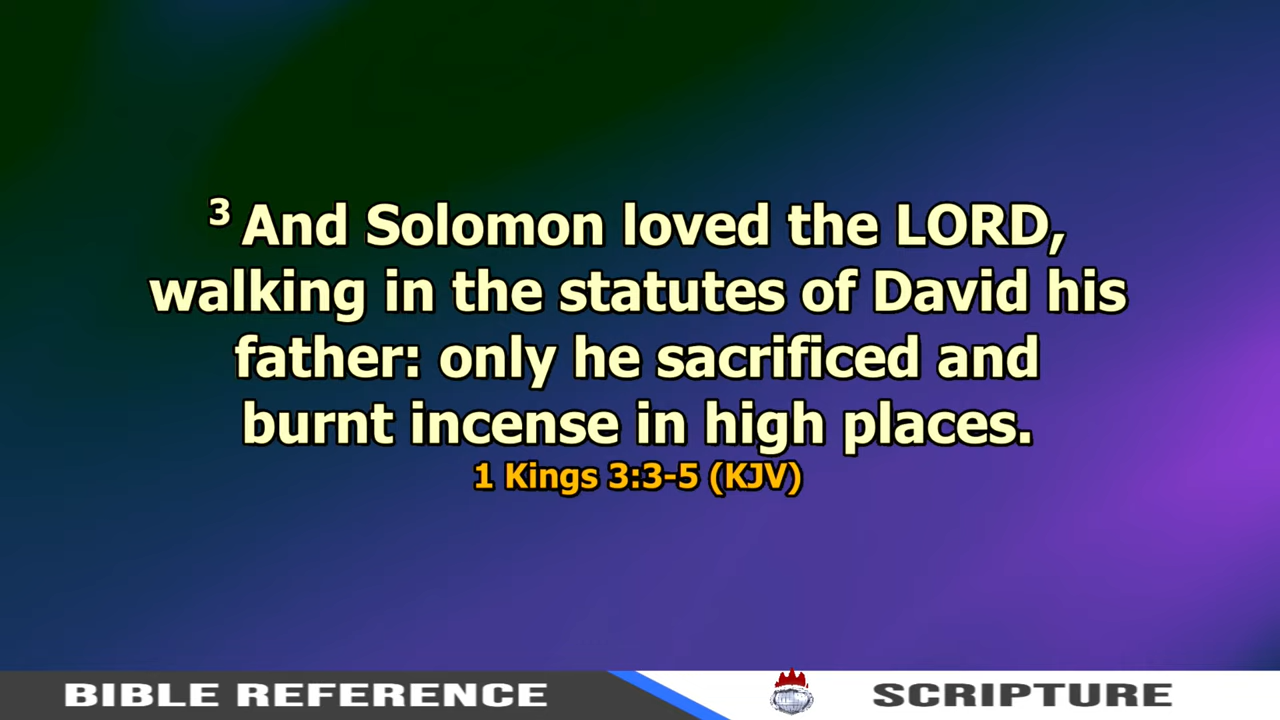 3 And Solomon loved the LORD,
walking in the statutes of David his
father: only he sacrificed and
burnt incense in high places.
1 Kings 3:3-5 (KJV)
BIBLE REFERENCE
SCRIPTURE